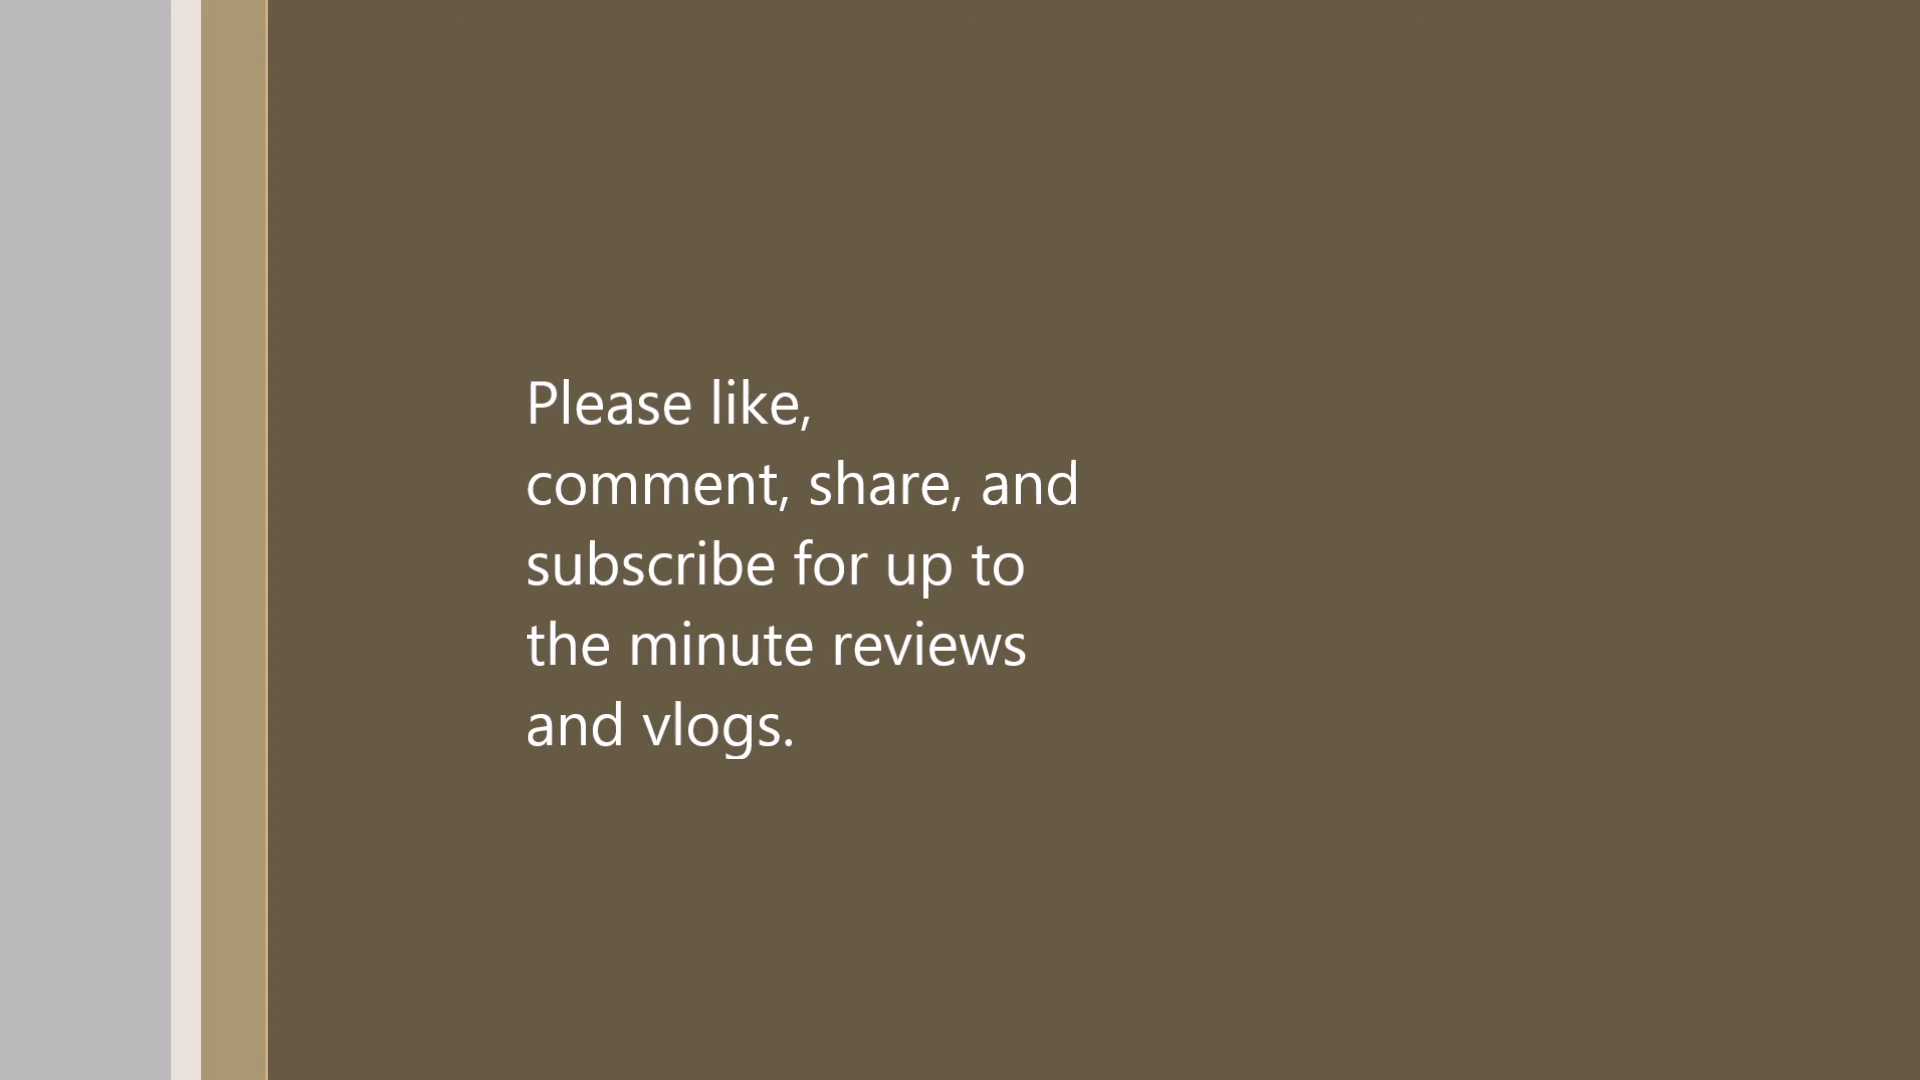 Please like,
comment, share, and
subscribe for up to
the minute reviews
and vlogs.